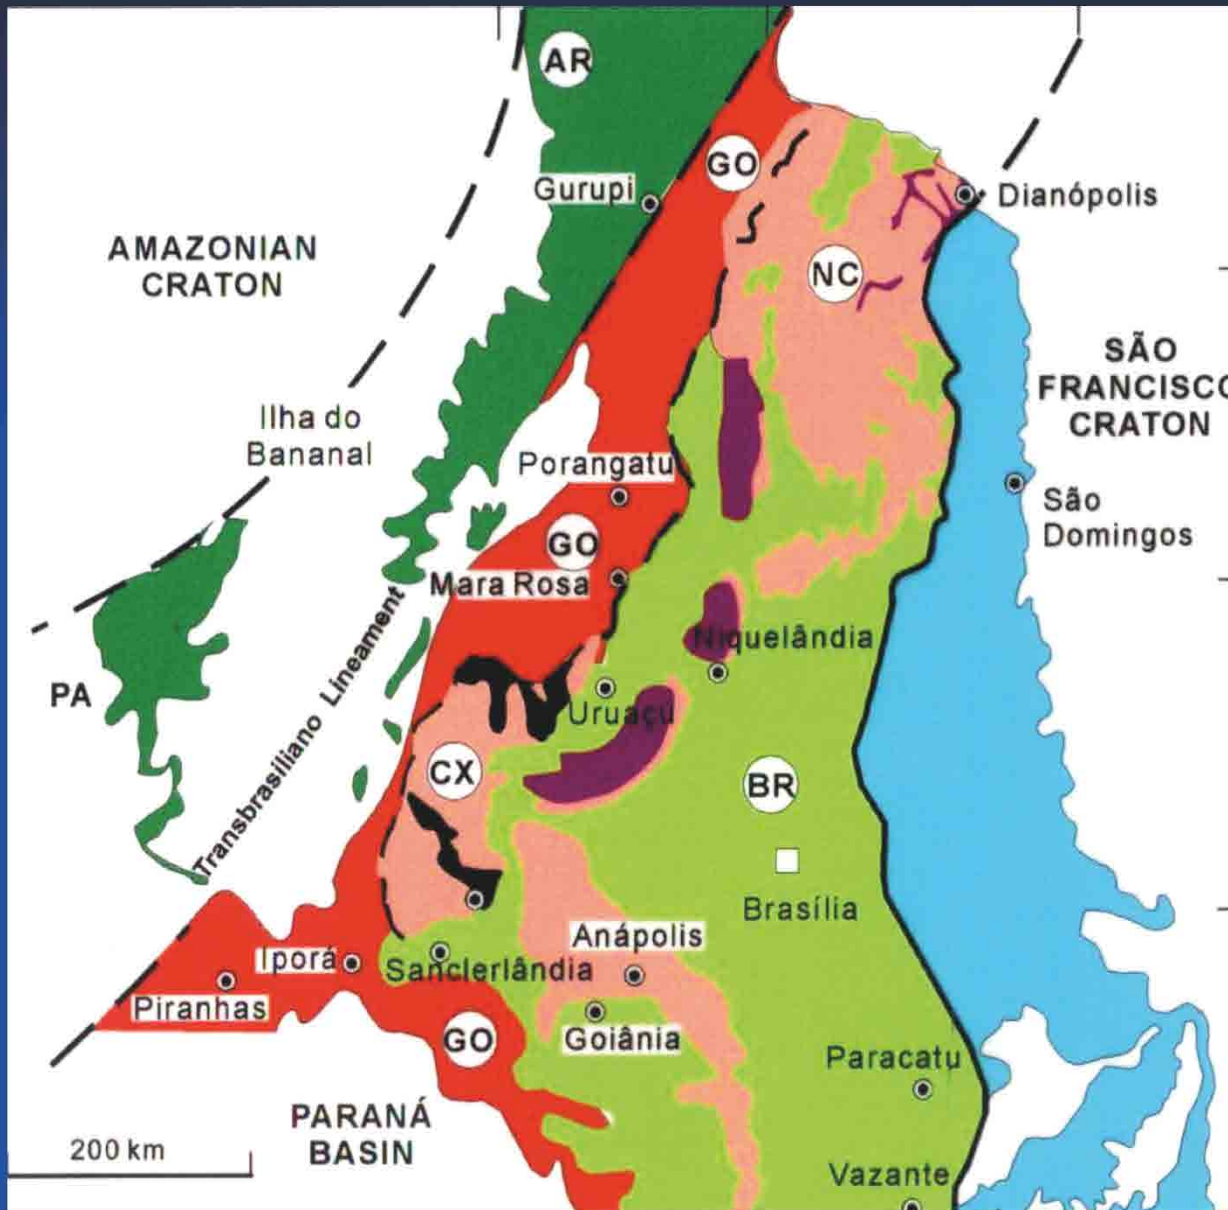 AR
GO
Gurupi
Dianópolis
AMAZONIAN
CRATON
NC
SÃO
FRANCISCO
CRATON
Ilha do
Bananal
Porangatu
São
Domingos
GO
Mara Rosa
Niquelândia
PA
Transbrasiliano Lineament
Uruaçu
CX
BR
Brasília
Anápolis
Iporá
Sanclerlândia
Piranhas
GO
Goiânia
Paracatu
PARANÁ
BASIN
200 km
Vazante